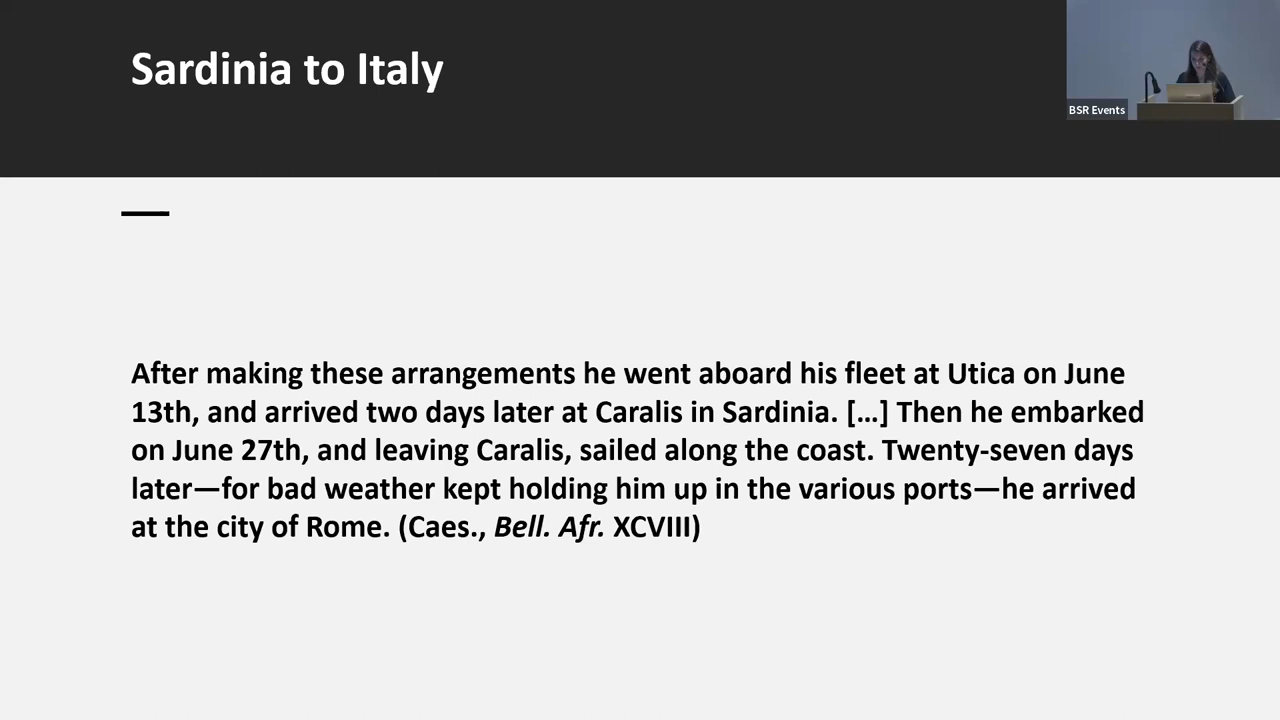 Sardinia to Italy
BSR Events
After making these arrangements he went aboard his fleet at Utica on June
13th, and arrived two days later at Caralis in Sardinia. […] Then he embarked
on June 27th, and leaving Caralis, sailed along the coast. Twenty-seven days
later—for bad weather kept holding him up in the various ports—he arrived
at the city of Rome. (Caes., Bell. Afr. XCVIII)